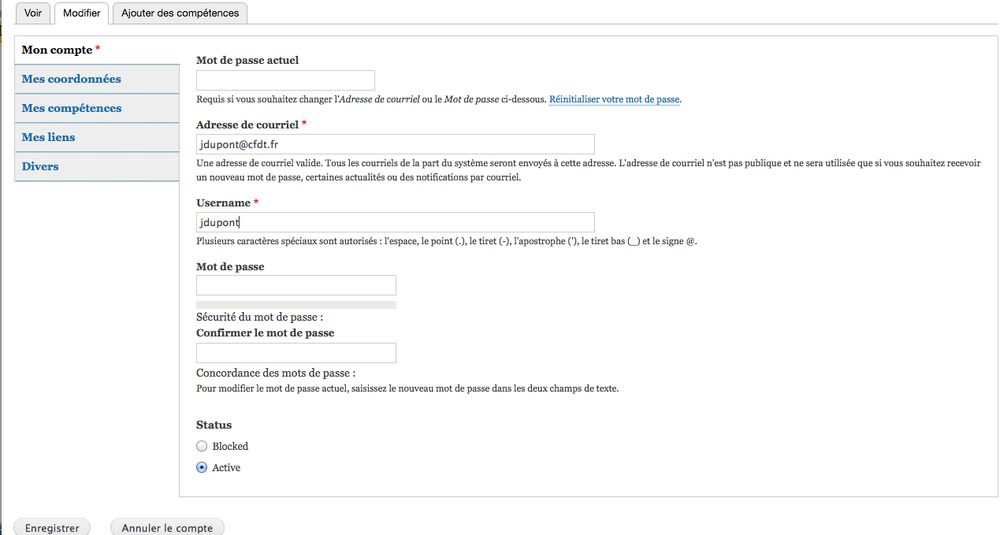 Voir
Modifier
Ajouter des compétences
Mon compte *
Mes coordonnées
Mes compétences
Mes liens
Divers
Mot de passe actuel
Requis si vous souhaitez changer l'Adresse de courriel ou le Mot de passe ci-dessous. Réinitialiser votre mot de passe.
Adresse de courriel *
jdupont@cfdt.fr
Une adresse de courriel valide. Tous les courriels de la part du système seront envoyés à cette adresse. L'adresse de courriel n'est pas publique et ne sera utilisée que si vous souhaitez recevoir
un nouveau mot de passe, certaines actualités ou des notifications par courriel.
Username *
jdupont
Plusieurs caractères spéciaux sont autorisés : l'espace, le point (.), le tiret (-), l'apostrophe ('), le tiret bas (_) et le signe @.
Mot de passe
Sécurité du mot de passe :
Confirmer le mot de passe
Concordance des mots de passe :
Pour modifier le mot de passe actuel, saisissez le nouveau mot de passe dans les deux champs de texte.
Status
Blocked
Active
Enregistrer
Annuler le compte